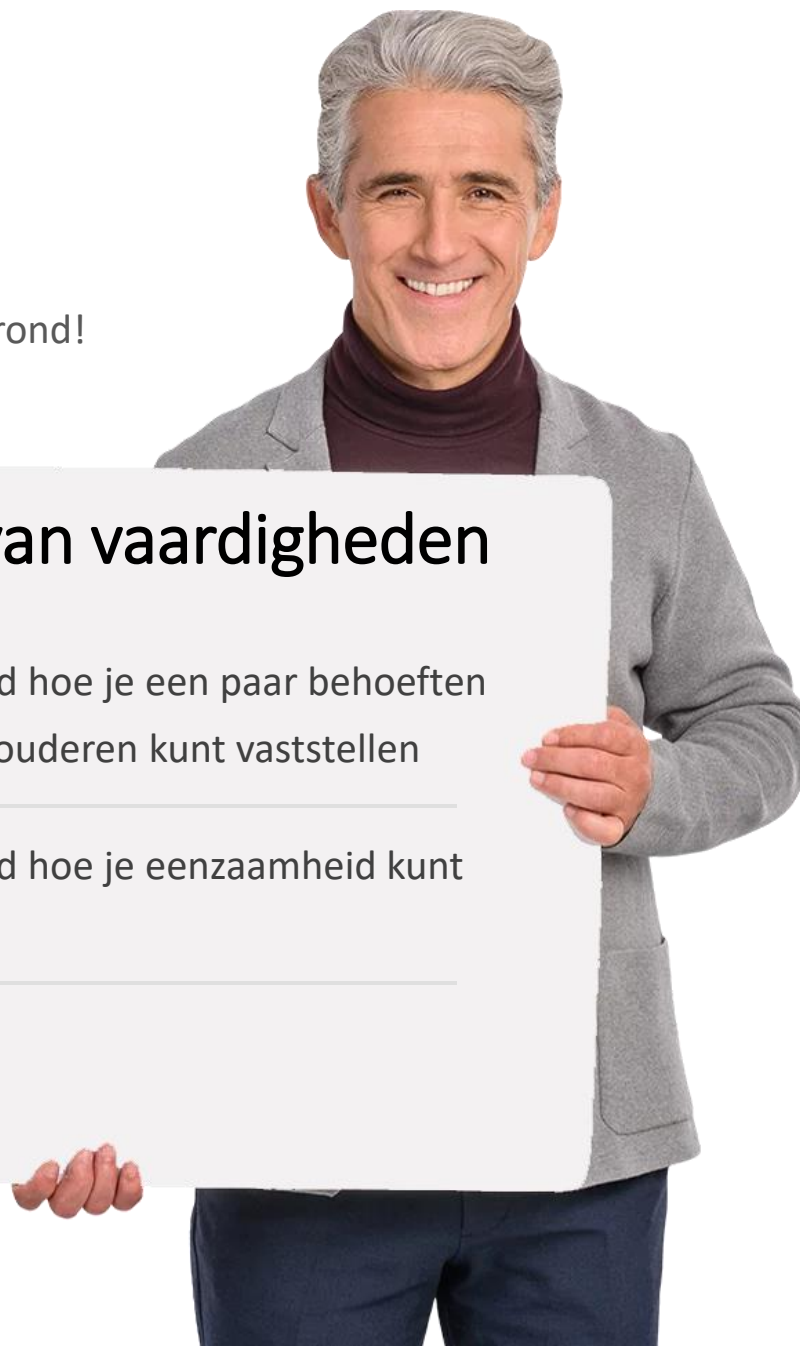 rond!
van vaardigheden
d hoe je een paar behoeften
ouderen kunt vaststellen
d hoe je eenzaamheid kunt